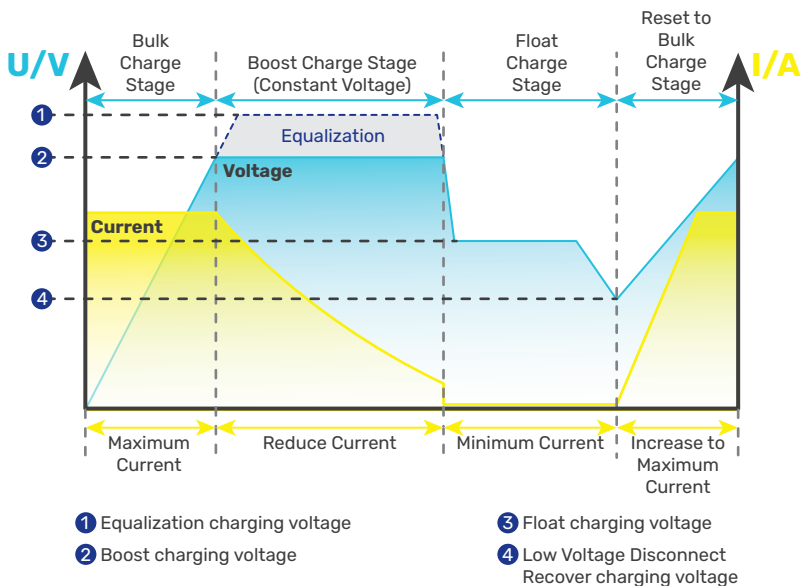 U/V
Bulk
Charge
Stage
Boost Charge Stage
(Constant Voltage)
Float
Charge
Stage
Reset to
Bulk
Charge
Stage
I/A
1
Equalization
2
Voltage
Current
3
4
Maximum
Current
Reduce Current
Minimum Current
Increase to
Maximum
Current
1 Equalization charging voltage
2 Boost charging voltage
3 Float charging voltage
4 Low Voltage Disconnect
Recover charging voltage